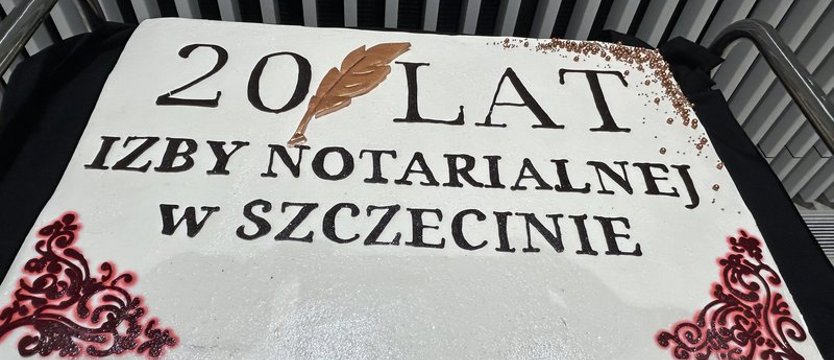 20 LAT
IZBY NOTARIALNEJ
W SZCZECINIE